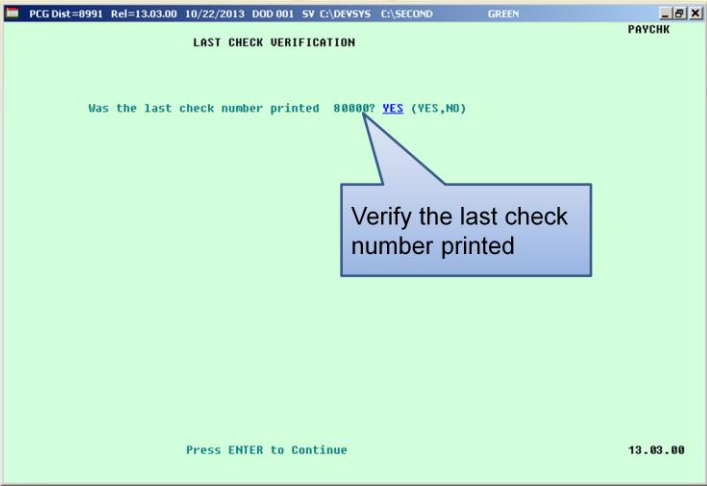 PCG Dist=8991 Rel=13.03.00 10/22/2013 DOD 001 SV C:\DEVSYS C:\SECOND GREEN
PAYCHK
LAST CHECK VERIFICATION
Was the last check number printed 80000? YES (YES,NO)
Verify the last check
number printed
Press ENTER to Continue
13.03.00